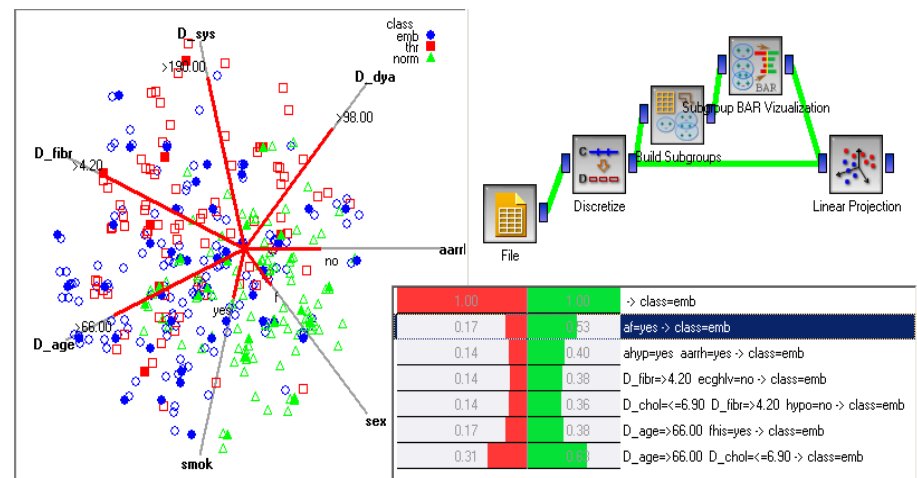 class
emb
thr
norm
D_sys
>190.00
D_dya
>98.00
D_fibr
>4.20
no
yes
f
>66.00
D_age
sex
smok
BAR
Subgroup BAR Vizualization
Build Subgroups
C
D
Discretize
Linear Projection
File
1.00 1.00 -> class=emb
0.17 0.53 af=yes -> class=emb
0.14 0.40 ahyp=yes aarrh=yes -> class=emb
0.14 0.38 D_fibr=>4.20 ecghlv=no -> class=emb
0.14 0.36 D_chol=<=6.90 D_fibr=>4.20 hypo=no -> class=emb
0.17 0.38 D_age=>66.00 fhis=yes -> class=emb
0.31 0.63 D_age=>66.00 D_chol=<=6.90 -> class=emb